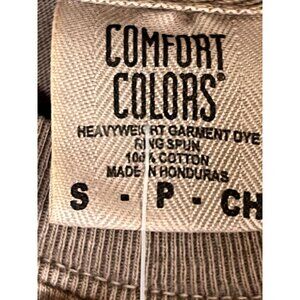 COMFORT
COLORS®
HEAVYWEIGHT GARMENT DYE
RING SPUN
100% COTTON
MADE IN HONDURAS
S - P - CH